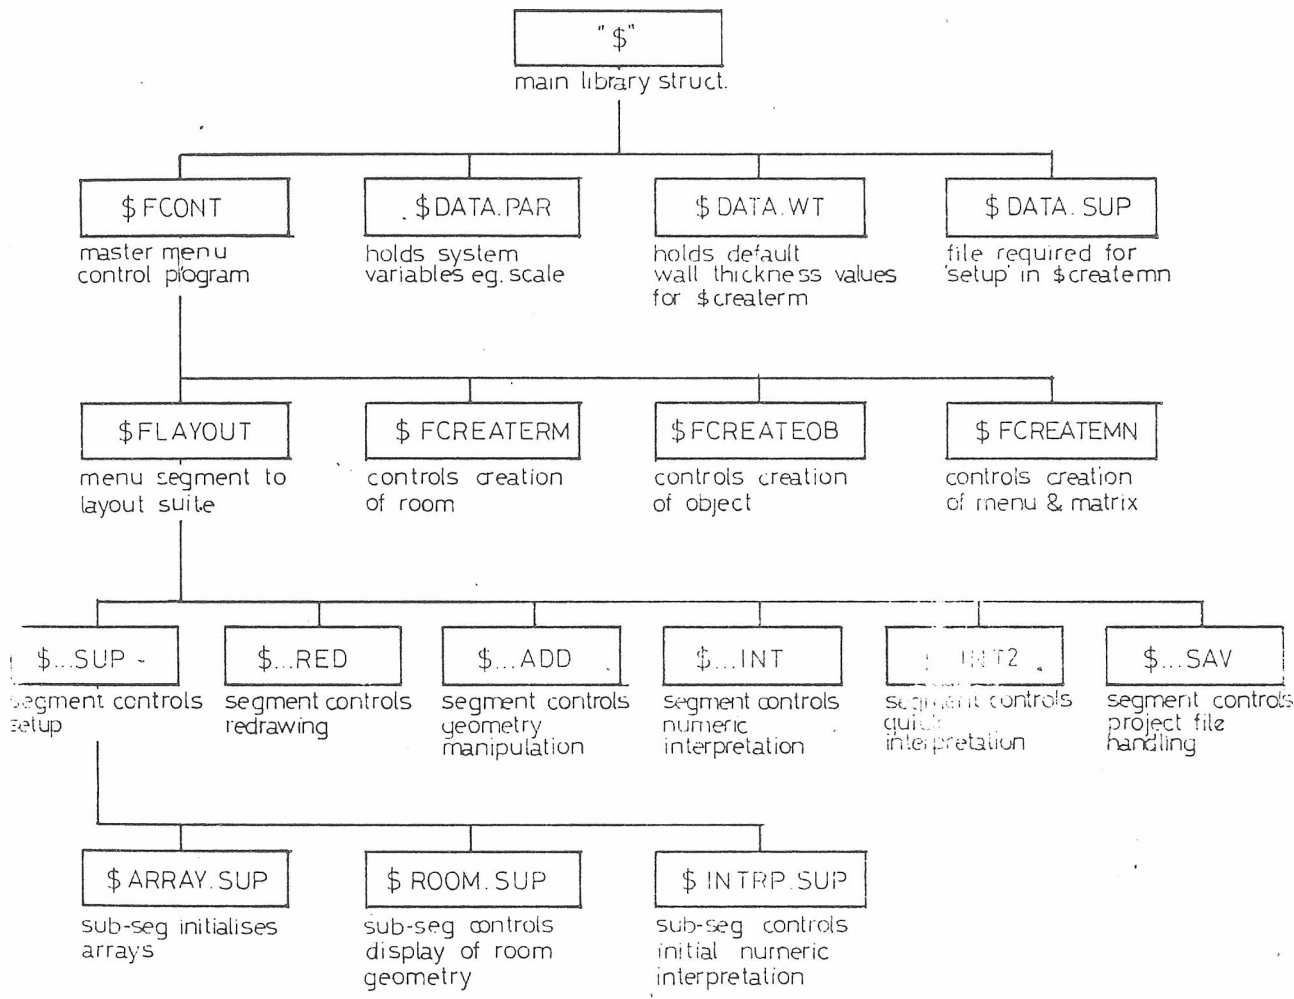 "$"
main library struct.
$FCONT
master menu
control program
$DATA.PAR
holds system
variables eg. scale
$DATA.WT
holds default
wall thickness values
for $createrm
$DATA.SUP
file required for
'setup' in $createmn
$FLAYOUT
menu segment to
layout suite
$FCREATERM
controls creation
of room
$FCREATEOB
controls creation
of object
$FCREATEMN
controls creation
of menu & matrix
$...SUP
segment controls
setup
$...RED
segment controls
redrawing
$...ADD
segment controls
geometry
manipulation
$...INT
segment controls
numeric
interpretation
INT2
segment controls
quick
interpretation
$...SAV
segment controls
project file
handling
$ARRAY.SUP
sub-seg initialises
arrays
$ROOM.SUP
sub-seg controls
display of room
geometry
$INTRP.SUP
sub-seg controls
initial numeric
interpretation